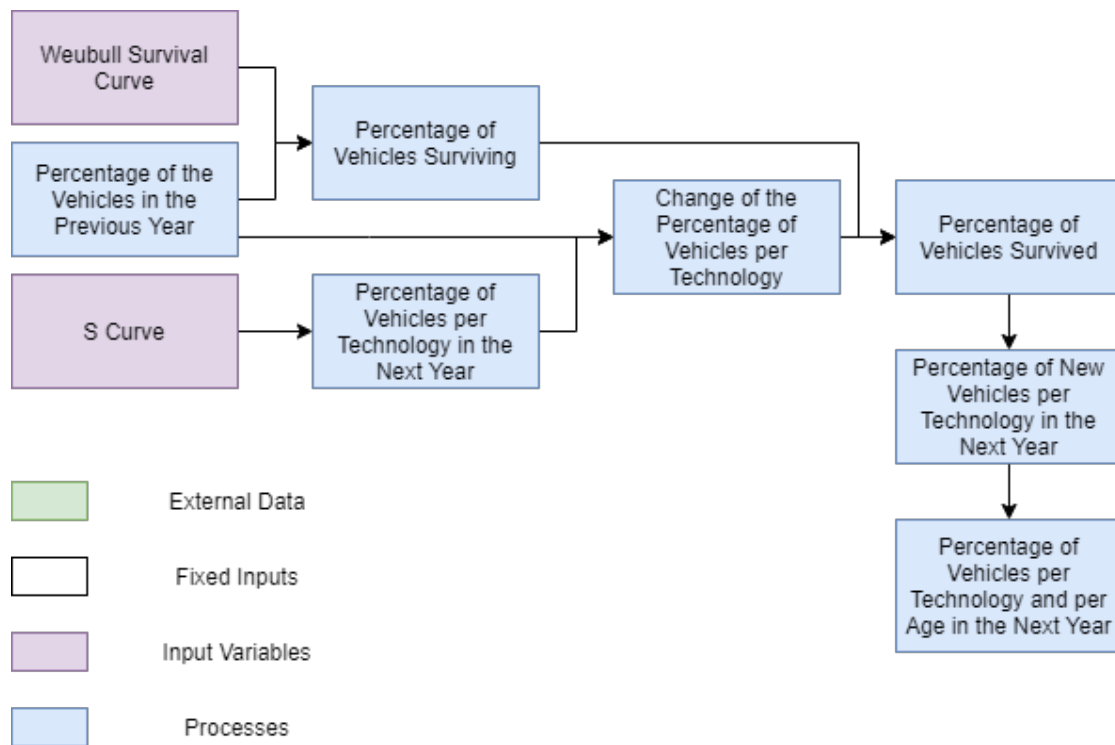 Weubull Survival
Curve
Percentage of the
Vehicles in the
Previous Year
S Curve
Percentage of
Vehicles Surviving
Percentage of
Vehicles per
Technology in the
Next Year
Change of the
Percentage of
Vehicles per
Technology
Percentage of
Vehicles Survived
Percentage of New
Vehicles per
Technology in the
Next Year
Percentage of
Vehicles per
Technology and per
Age in the Next Year
External Data
Fixed Inputs
Input Variables
Processes